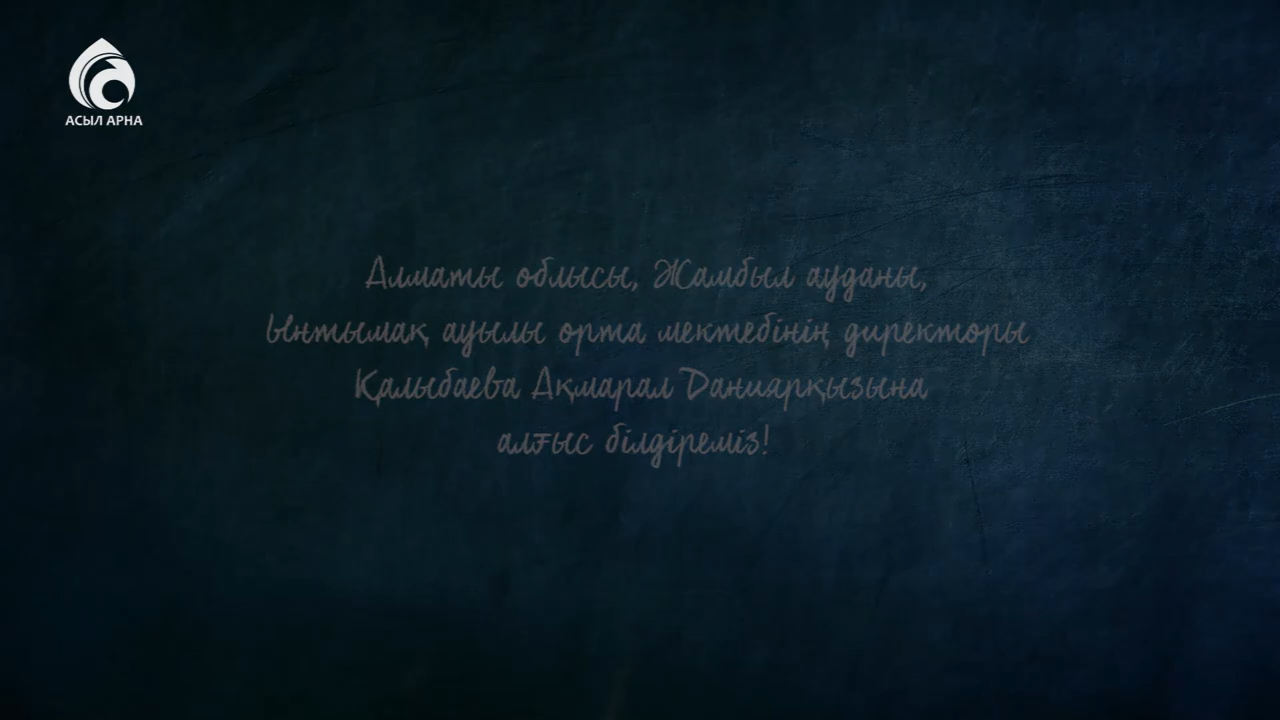 АСЫЛ АРНА
Алматы облысы, Жамбыл ауданы,
Ынтымақ ауылы орта мектебінің директоры
Қалыбаева Ақмарал Даниярқызына
алғыс білдіреміз!